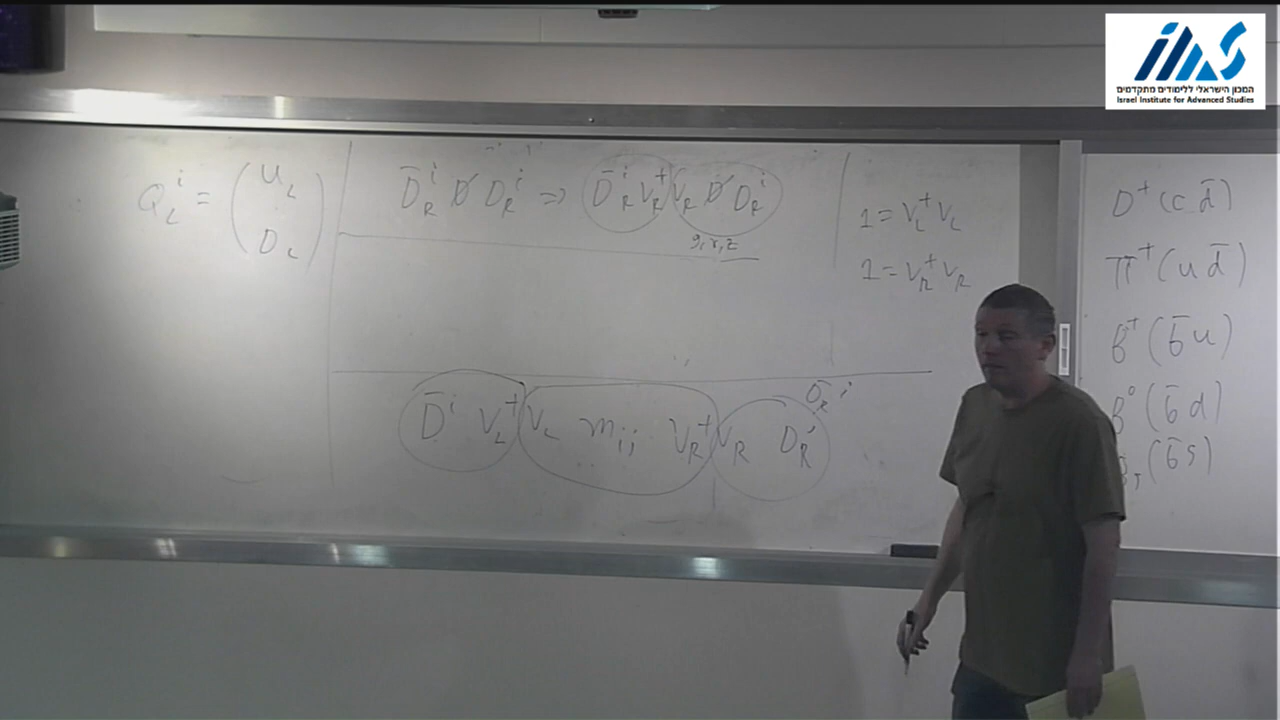 המכון הישראלי ללימודים מתקדמים
Israel Institute for Advanced Studies
Q_L^i = ( U_L
D_L )
D̄_R^i D̸ D_R^i ⇒ D̄_R^i V_R^+ V_R D̸ D_R^i
g, γ, Z
1 = V_L^+ V_L
1 = V_R^+ V_R
D̄^i V_L^+ V_L m_ij V_R^+ V_R D_R^j
D^+ (c d̄)
π^+ (u d̄)
B^+ (b̄ u)
B^0 (b̄ d)
(b̄ s)